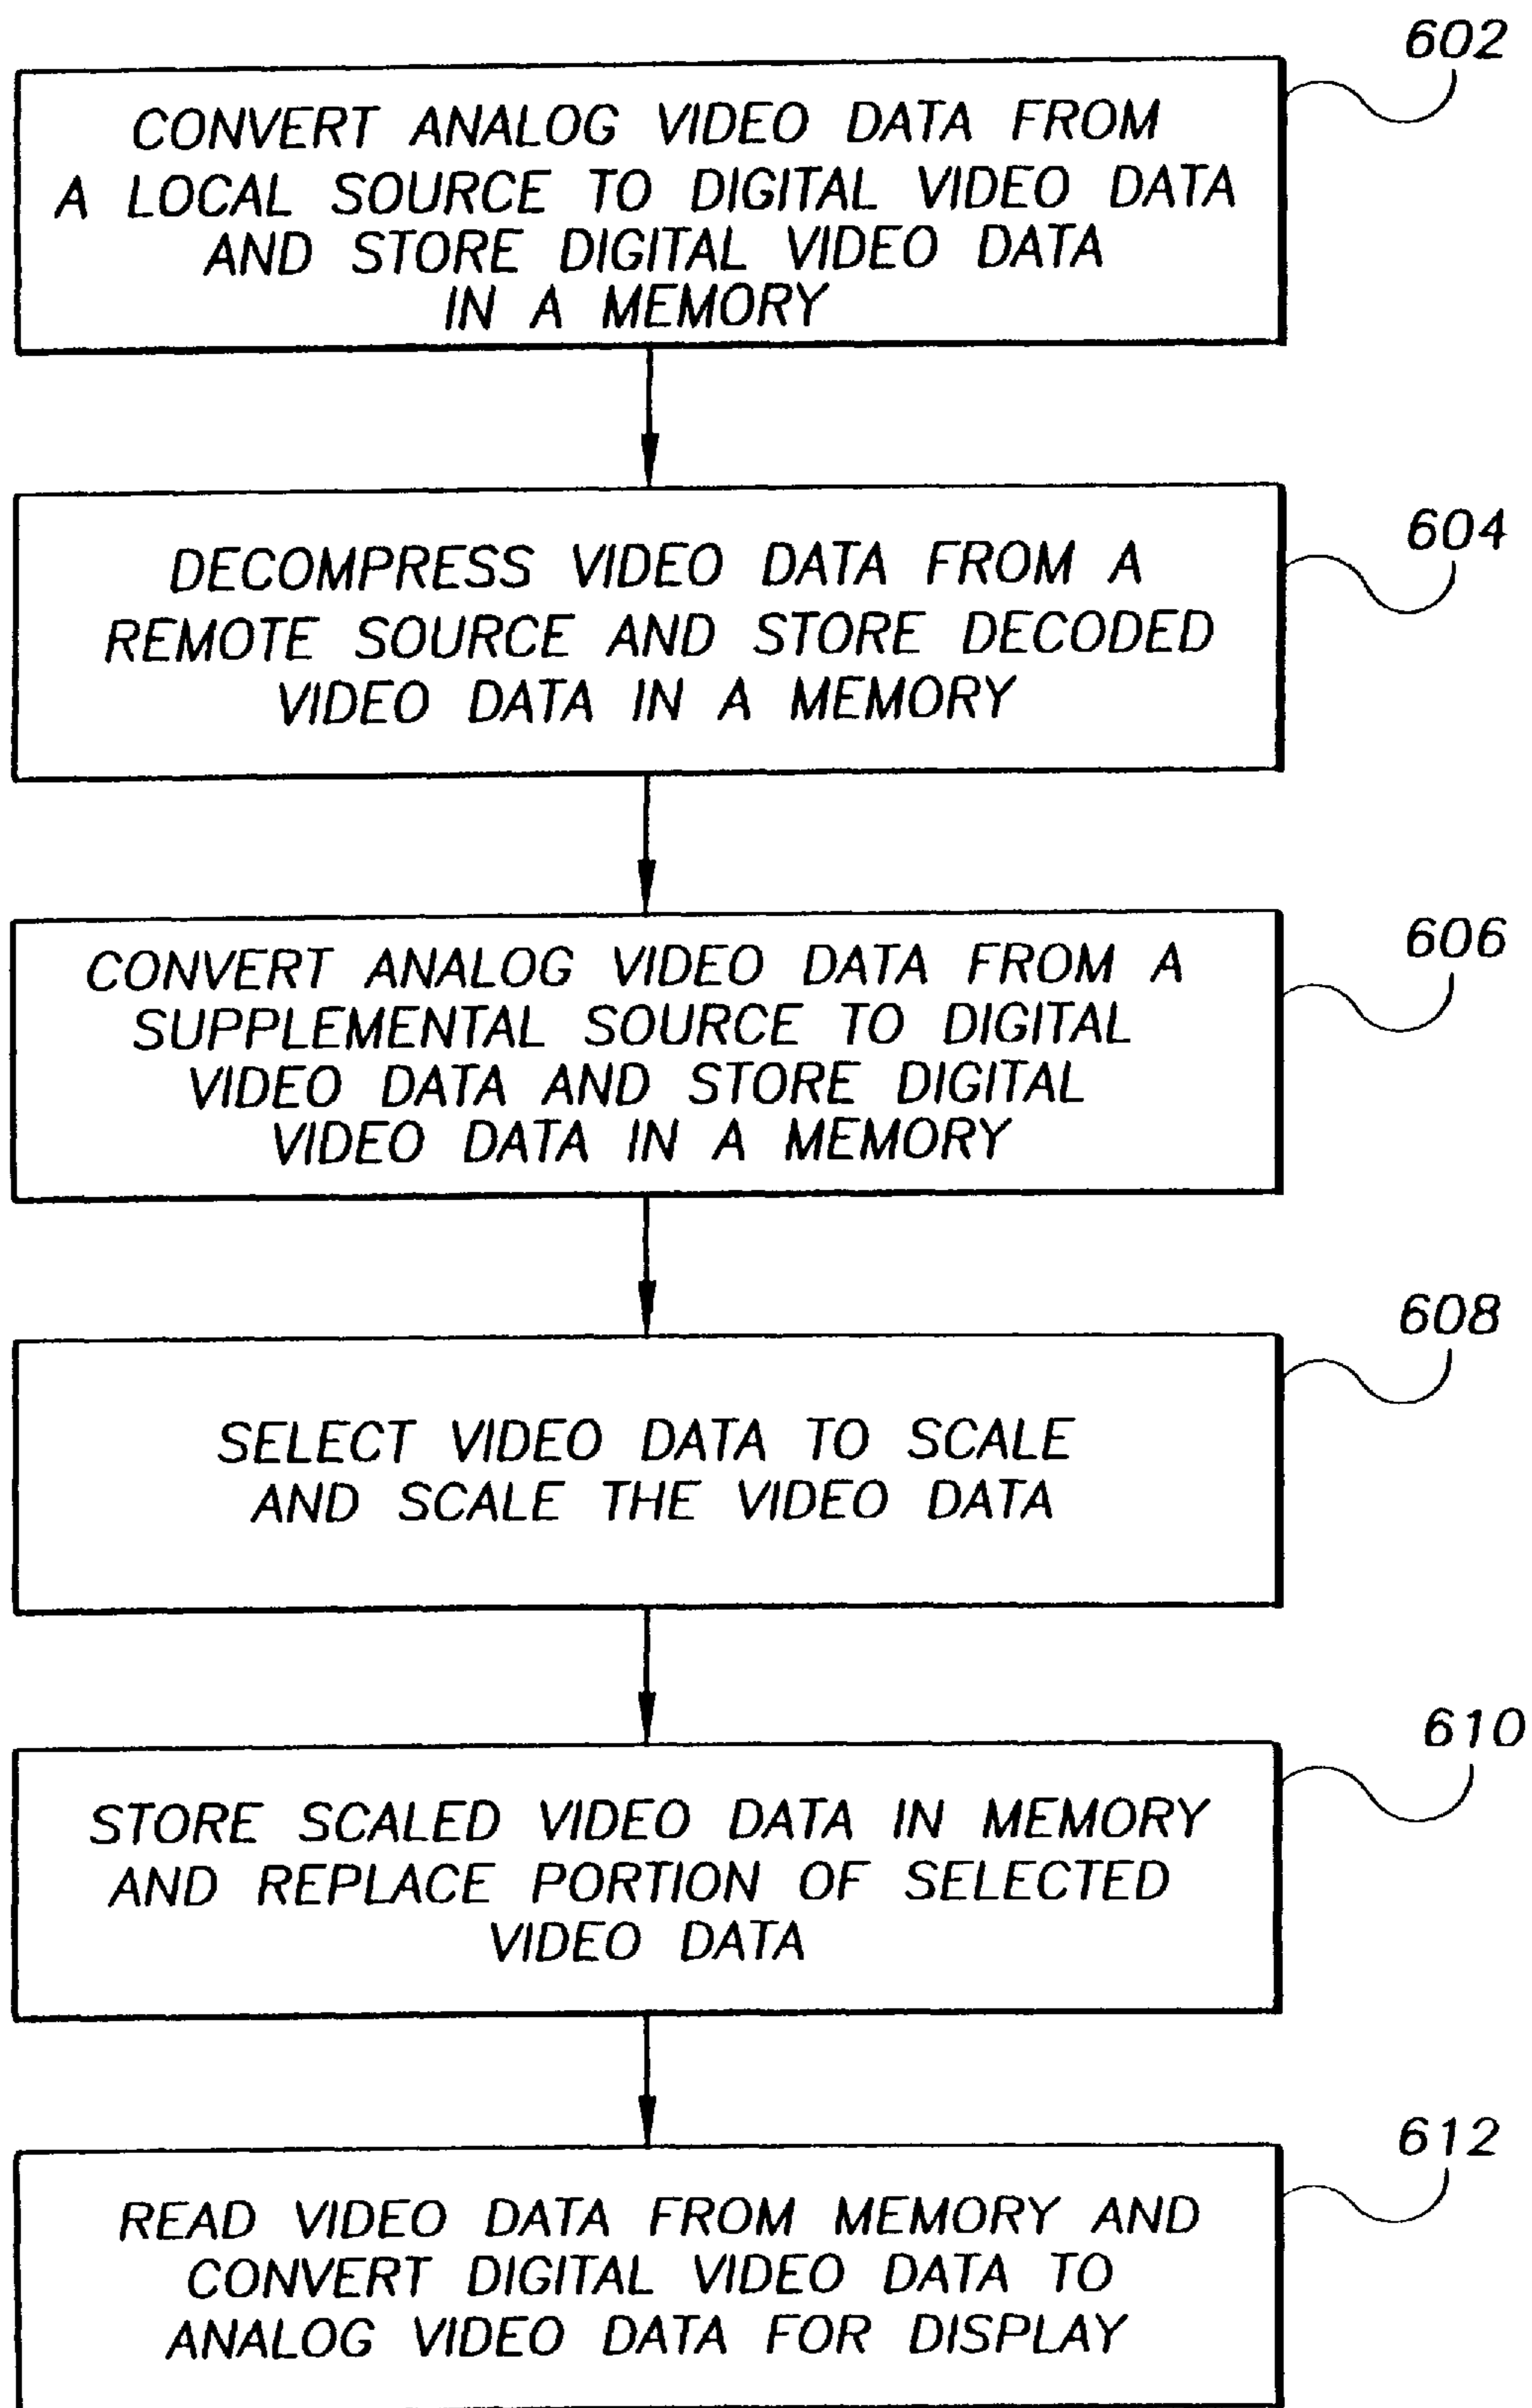 602
CONVERT ANALOG VIDEO DATA FROM
A LOCAL SOURCE TO DIGITAL VIDEO DATA
AND STORE DIGITAL VIDEO DATA
IN A MEMORY
604
DECOMPRESS VIDEO DATA FROM A
REMOTE SOURCE AND STORE DECODED
VIDEO DATA IN A MEMORY
606
CONVERT ANALOG VIDEO DATA FROM A
SUPPLEMENTAL SOURCE TO DIGITAL
VIDEO DATA AND STORE DIGITAL
VIDEO DATA IN A MEMORY
608
SELECT VIDEO DATA TO SCALE
AND SCALE THE VIDEO DATA
610
STORE SCALED VIDEO DATA IN MEMORY
AND REPLACE PORTION OF SELECTED
VIDEO DATA
612
READ VIDEO DATA FROM MEMORY AND
CONVERT DIGITAL VIDEO DATA TO
ANALOG VIDEO DATA FOR DISPLAY